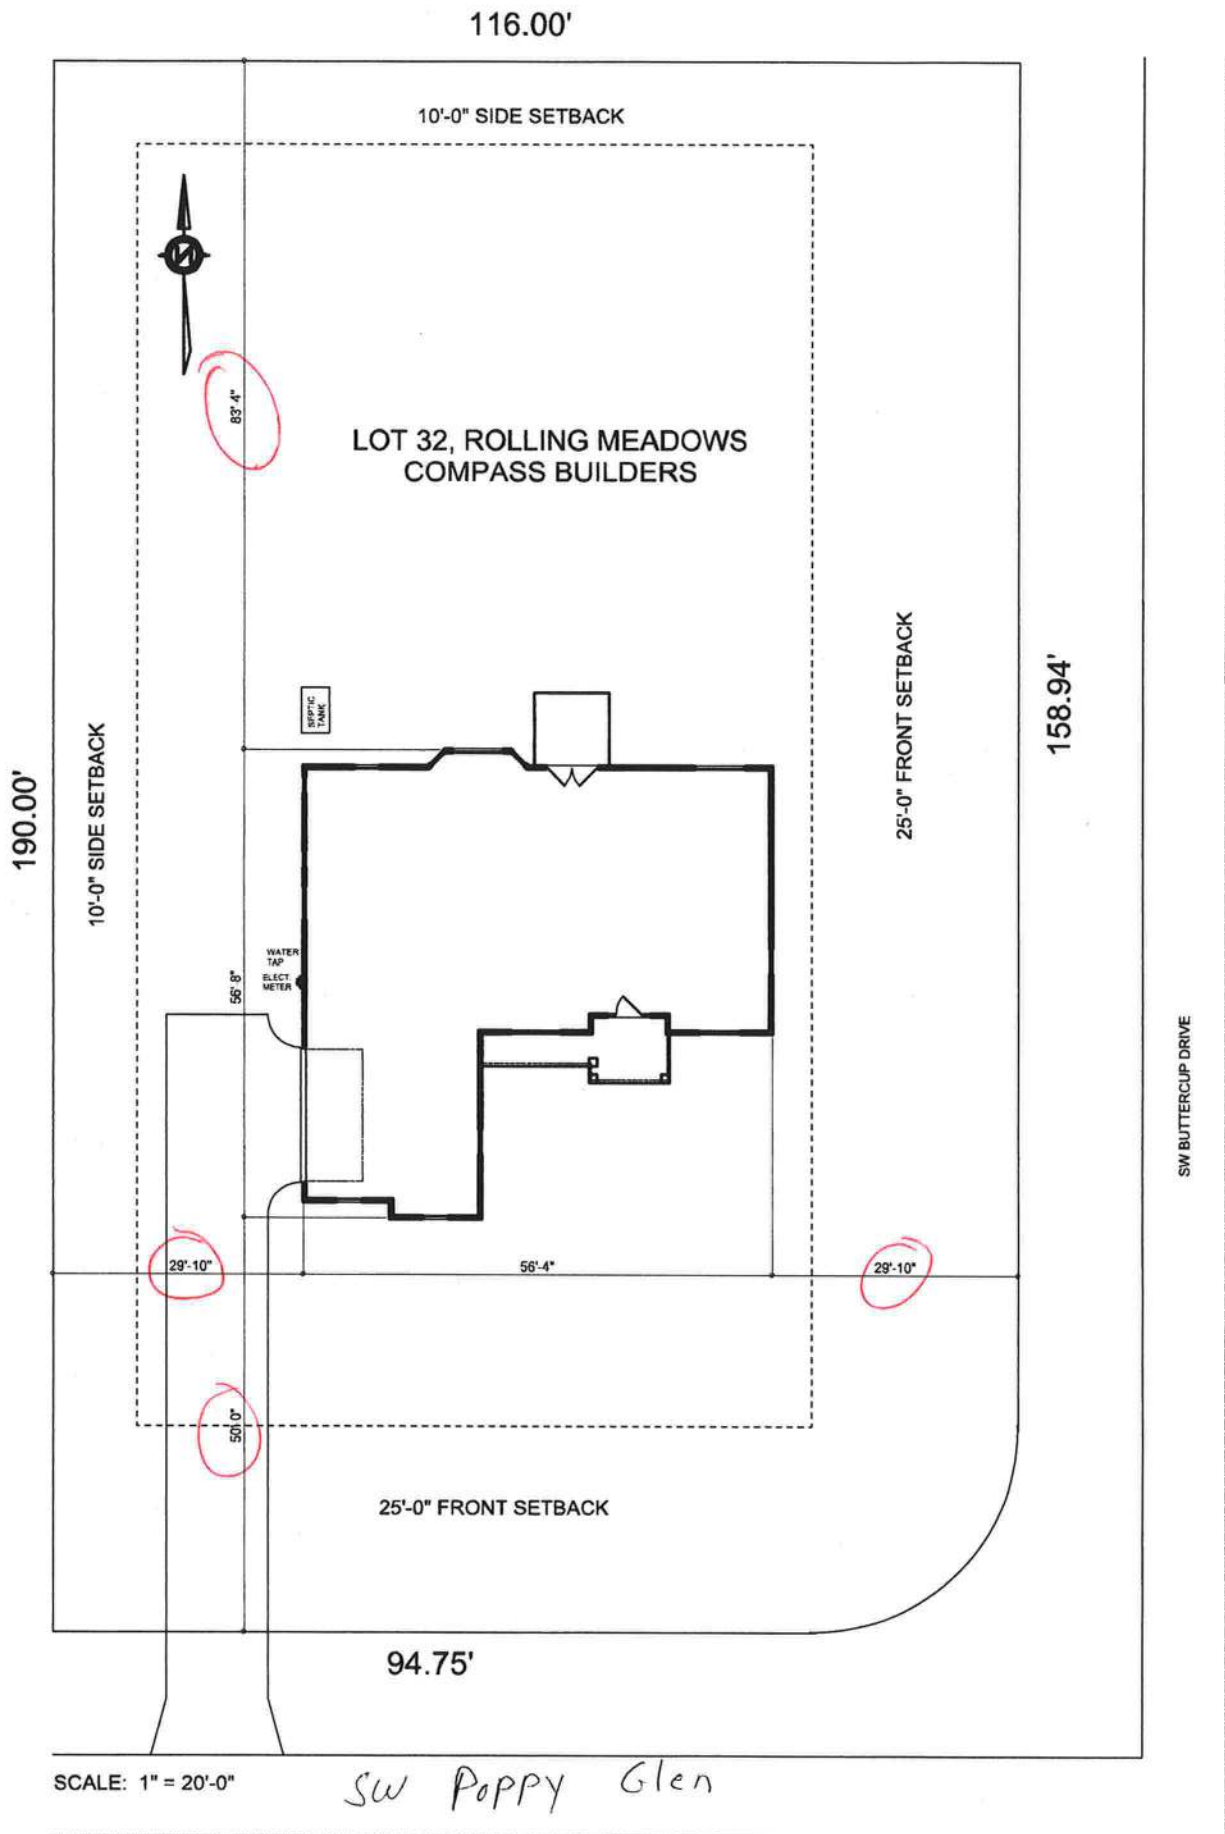 116.00'
10'-0" SIDE SETBACK
N
83' 4"
LOT 32, ROLLING MEADOWS
COMPASS BUILDERS
25'-0" FRONT SETBACK
158.94'
SEPTIC
TANK
10'-0" SIDE SETBACK
190.00'
WATER
TAP
ELECT.
METER
56' 8"
SW BUTTERCUP DRIVE
29'-10"
56'-4"
29'-10"
50' 0"
25'-0" FRONT SETBACK
94.75'
SCALE: 1" = 20'-0"
SW Poppy Glen